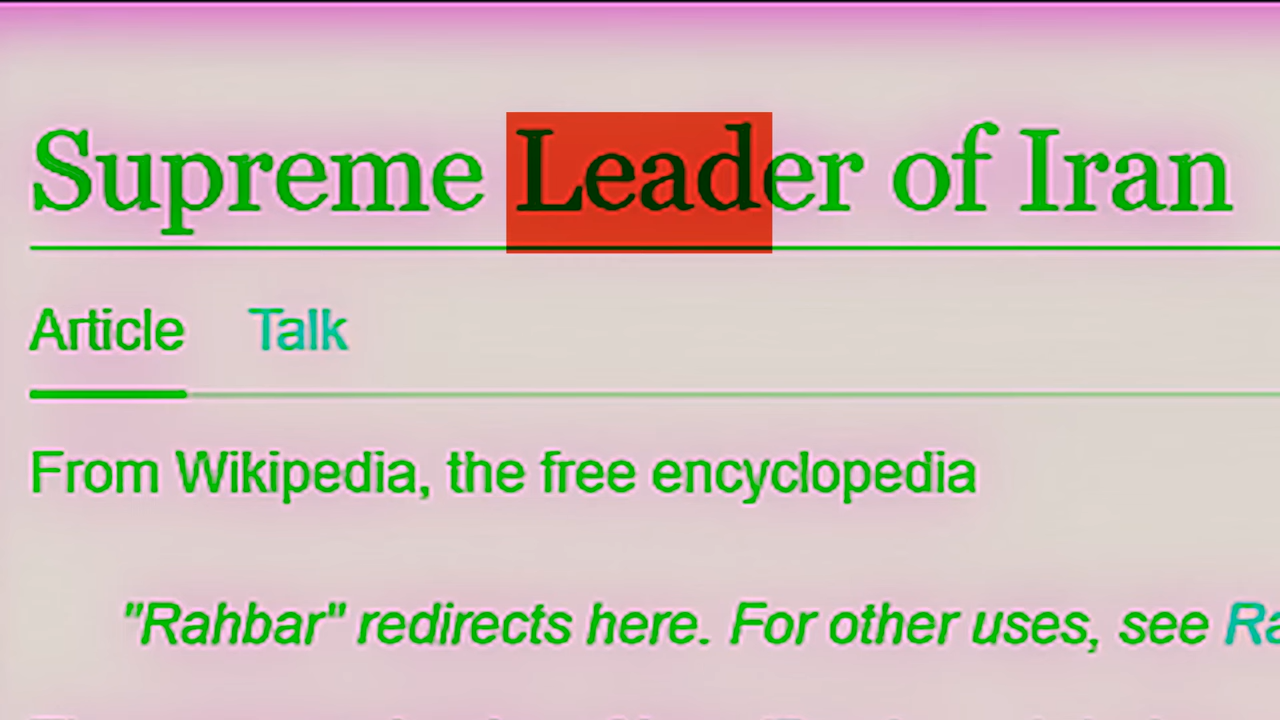 Supreme Leader of Iran
Article Talk
From Wikipedia, the free encyclopedia
"Rahbar" redirects here. For other uses, see